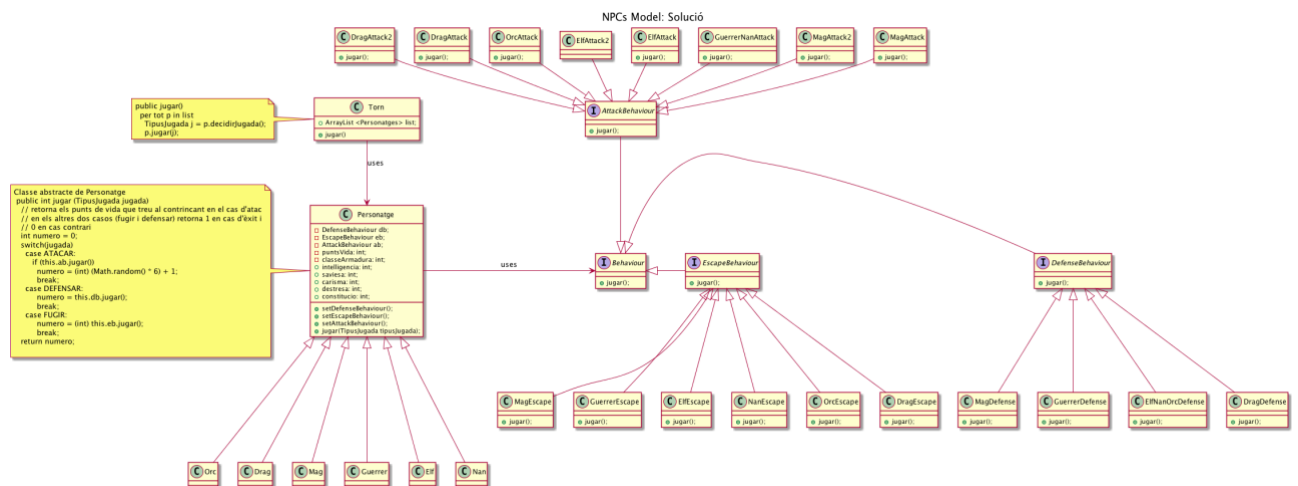 NPCs Model: Solució
C DragAttack2
jugar();
C DragAttack
jugar();
C OrcAttack
jugar();
C ElfAttack2
C ElfAttack
jugar();
C GuerrerNanAttack
jugar();
C MagAttack2
jugar();
C MagAttack
jugar();
public jugar()
per tot p in list
TipusJugada j = p.decidirJugada();
p.jugar(j);
C Torn
ArrayList <Personatges> list;
jugar()
I AttackBehaviour
jugar();
uses
Classe abstracte de Personatge
public int jugar (TipusJugada jugada)
// retorna els punts de vida que treu al contrincant en el cas d'atac
// en els altres dos casos (fugir i defensar) retorna 1 en cas d'èxit i
// 0 en cas contrari
int numero = 0;
switch(jugada)
case ATACAR:
if (this.ab.jugar())
numero = (int) (Math.random() * 6) + 1;
break;
case DEFENSAR:
numero = this.db.jugar();
break;
case FUGIR:
numero = (int) this.eb.jugar();
break;
return numero;
C Personatge
DefenseBehaviour db;
EscapeBehaviour eb;
AttackBehaviour ab;
puntsVida: int;
classeArmadura: int;
intelligencia: int;
saviesa: int;
carisma: int;
destresa: int;
constitucio: int;
setDefenseBehaviour();
setEscapeBehaviour();
setAttackBehaviour();
jugar(TipusJugada tipusJugada);
uses
I Behaviour
jugar();
I EscapeBehaviour
jugar();
I DefenseBehaviour
jugar();
C MagEscape
jugar();
C GuerrerEscape
jugar();
C ElfEscape
jugar();
C NanEscape
jugar();
C OrcEscape
jugar();
C DragEscape
jugar();
C MagDefense
jugar();
C GuerrerDefense
jugar();
C ElfNanOrcDefense
jugar();
C DragDefense
jugar();
C Orc
C Drag
C Mag
C Guerrer
C Elf
C Nan